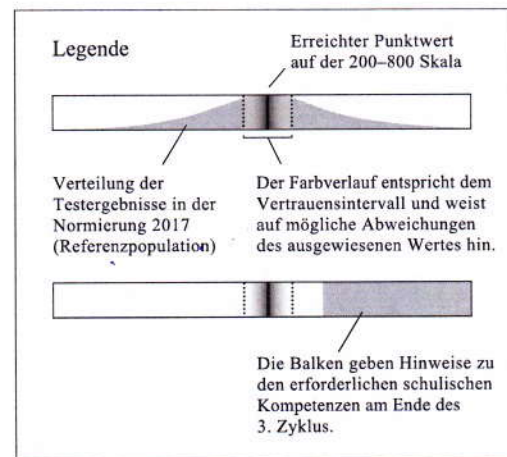 Legende
Erreichter Punktwert
auf der 200–800 Skala
Verteilung der
Testergebnisse in der
Normierung 2017
(Referenzpopulation)
Der Farbverlauf entspricht dem
Vertrauensintervall und weist
auf mögliche Abweichungen
des ausgewiesenen Wertes hin.
Die Balken geben Hinweise zu
den erforderlichen schulischen
Kompetenzen am Ende des
3. Zyklus.